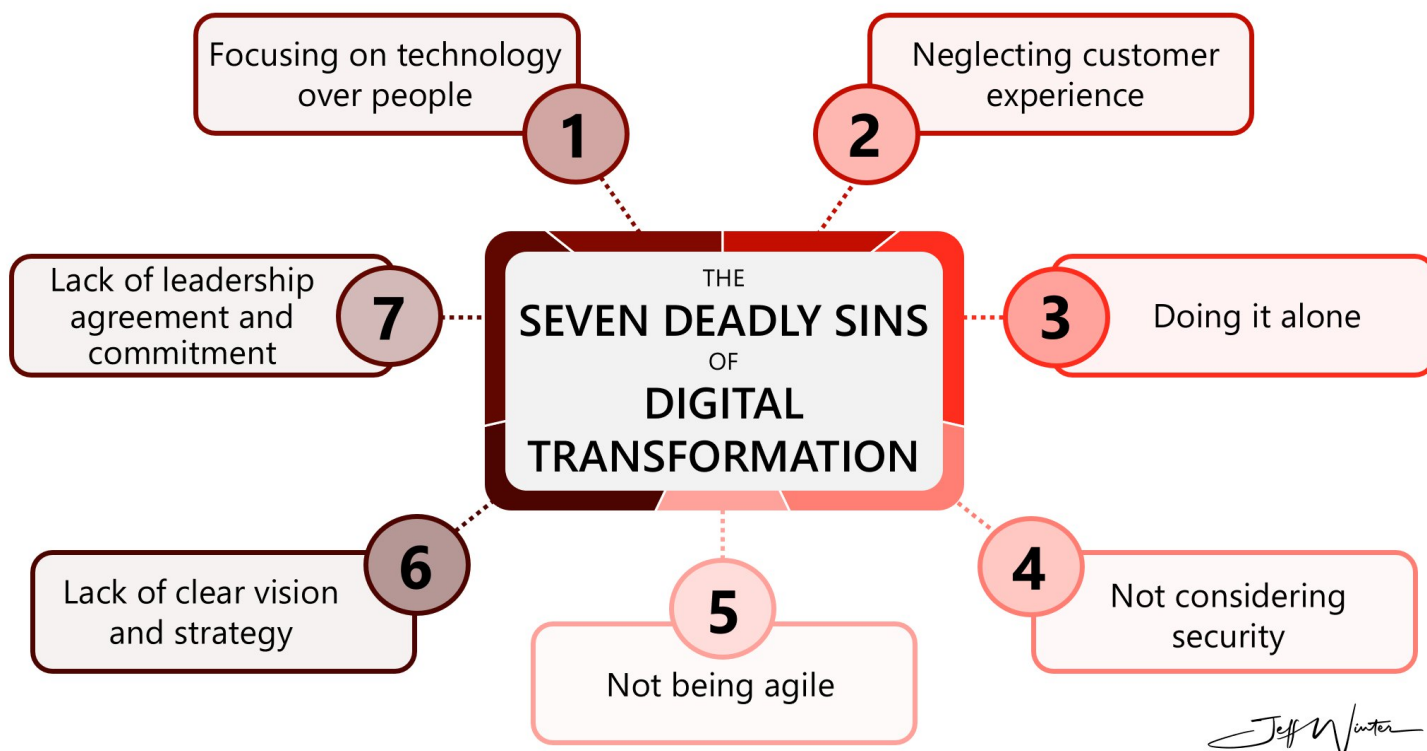 Focusing on technology
over people
1
Neglecting customer
experience
2
THE
SEVEN DEADLY SINS
OF
DIGITAL
TRANSFORMATION
3
Doing it alone
4
Not considering
security
5
Not being agile
6
Lack of clear vision
and strategy
7
Lack of leadership
agreement and
commitment
Jeff Winter